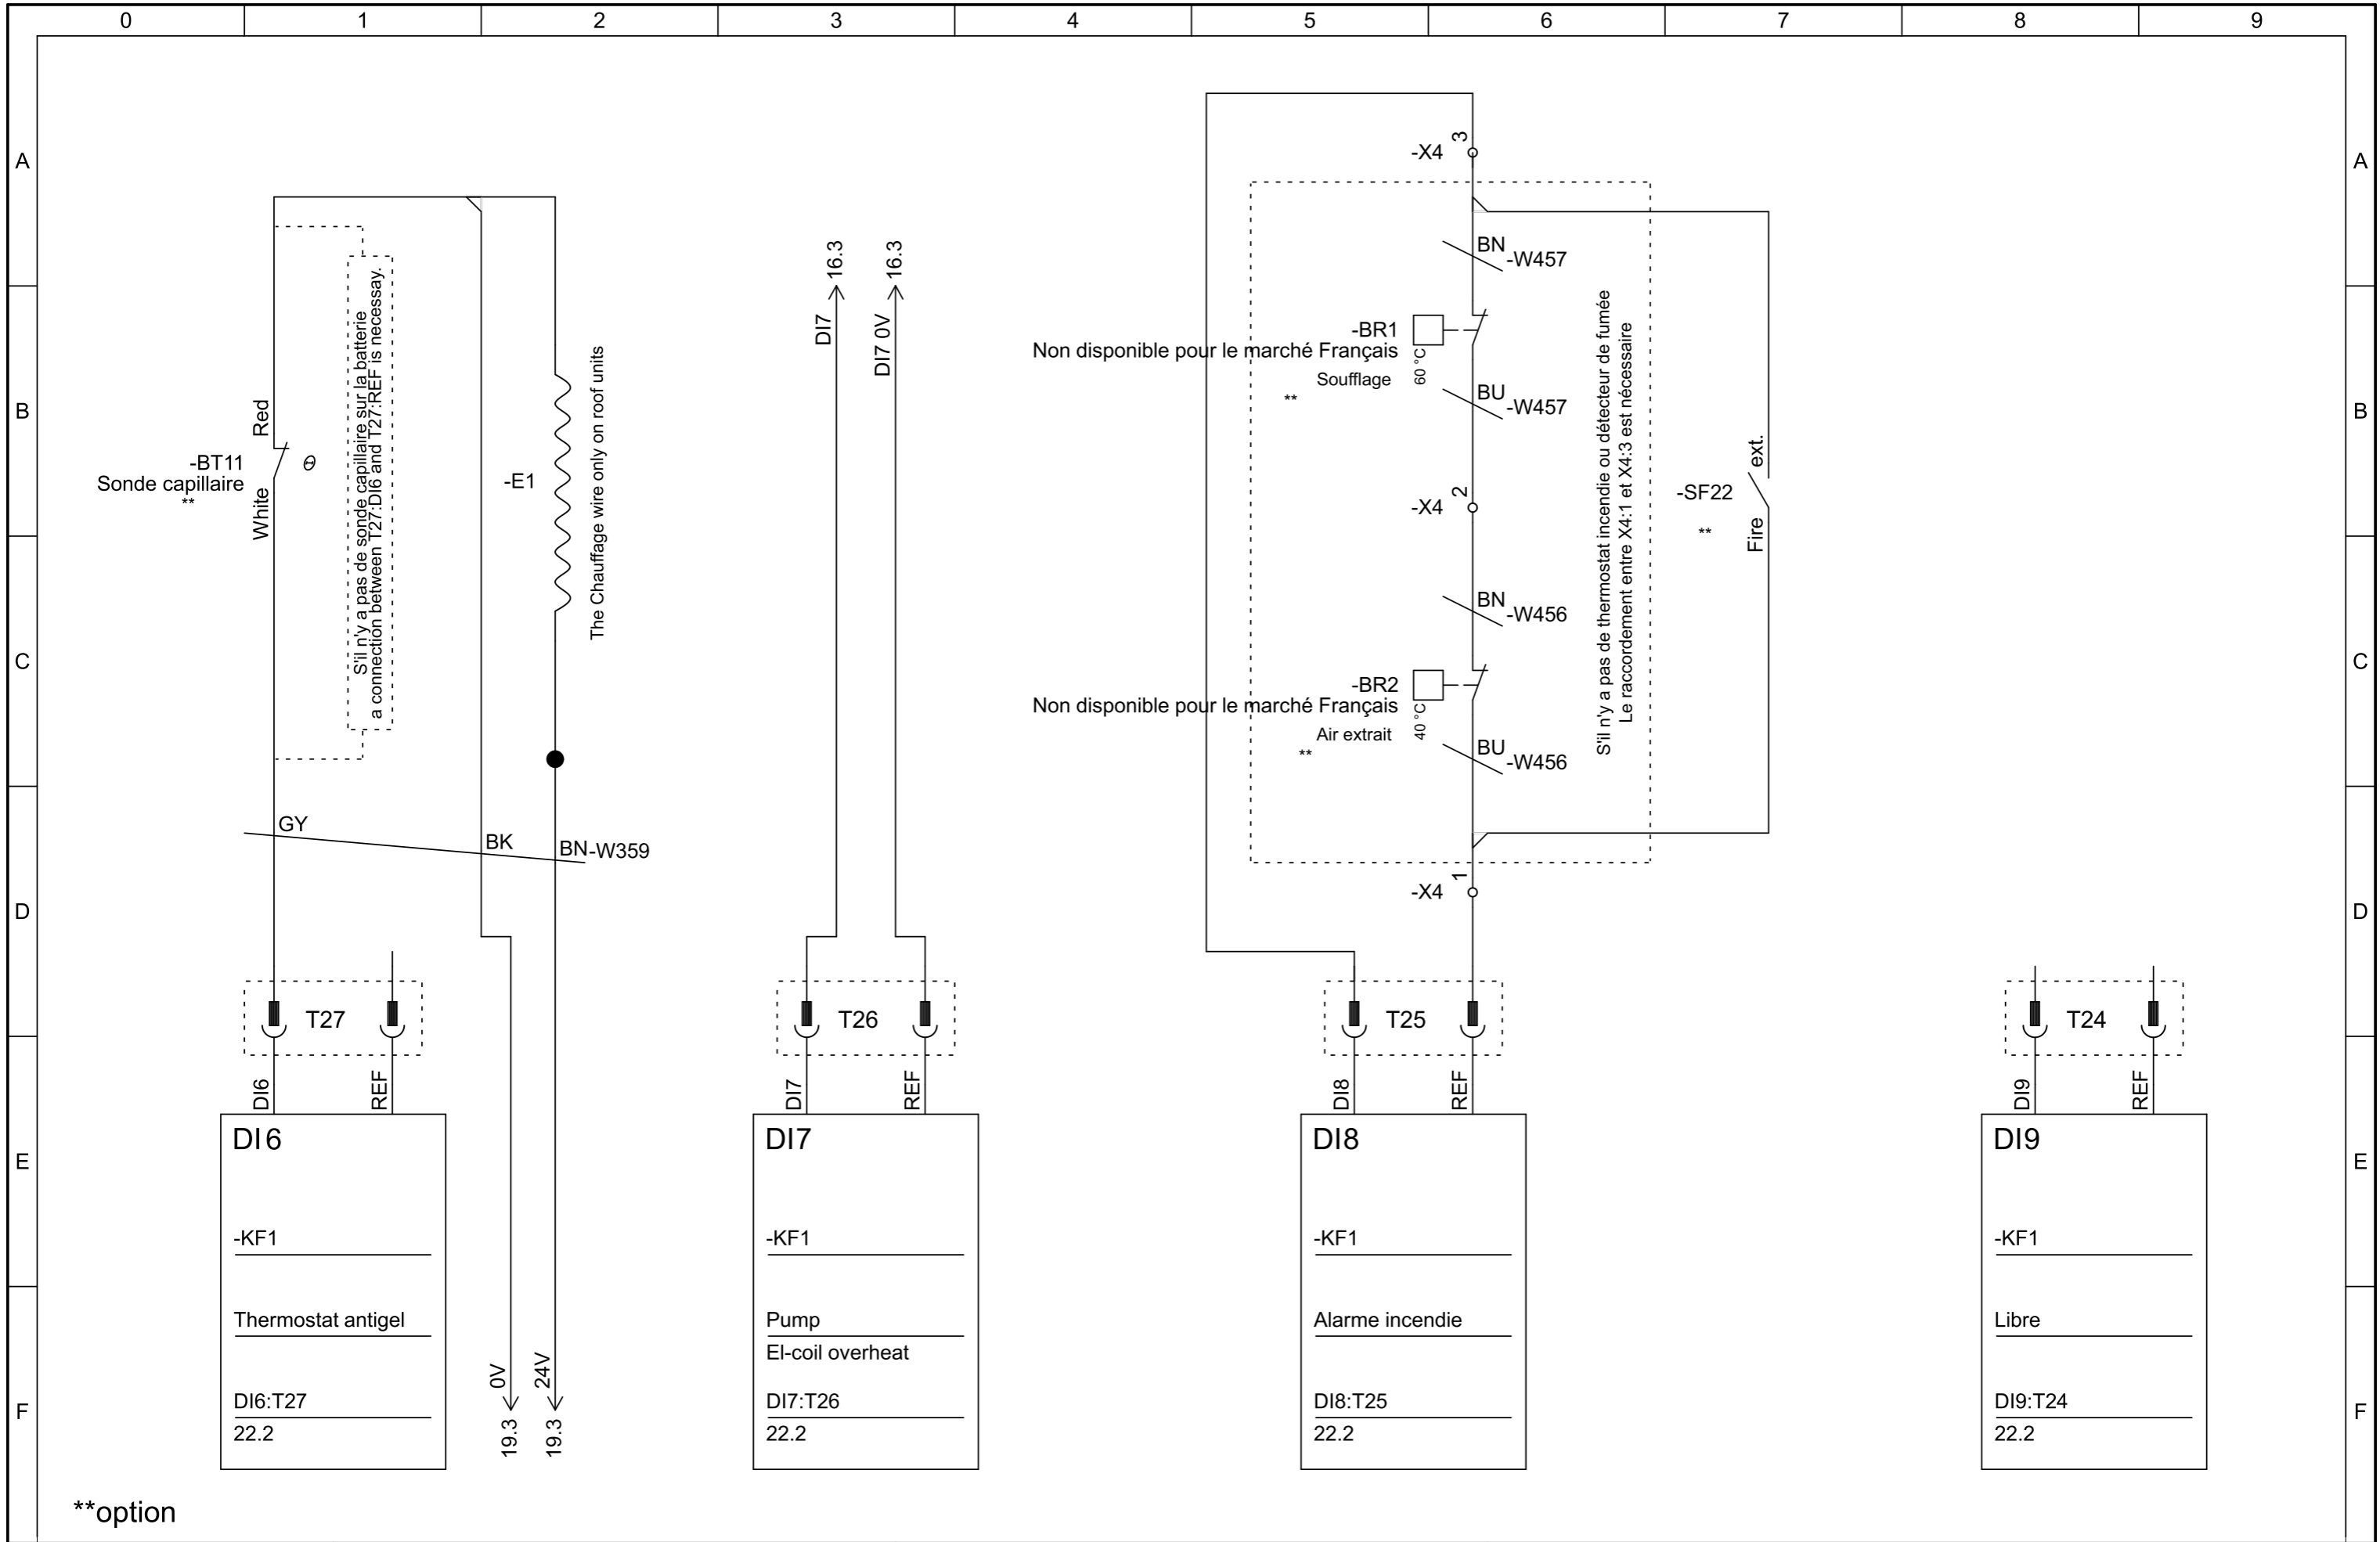 0 1 2 3 4 5 6 7 8 9
A
B
C
D
E
F
A
B
C
D
E
F
-BT11
Sonde capillaire
**
Red
White
S'il n'y a pas de sonde capillaire sur la batterie
a connection between T27:DI6 and T27:REF is necessay.
-E1
The Chauffage wire only on roof units
GY
BK
BN
-W359
0V
19.3
24V
19.3
T27
DI6
REF
DI6
-KF1
Thermostat antigel
DI6:T27
22.2
16.3
DI7
16.3
DI7 0V
T26
DI7
REF
DI7
-KF1
Pump
El-coil overheat
DI7:T26
22.2
-X4
3
BN
-W457
-BR1
Non disponible pour le marché Français
Soufflage
**
60 °C
BU
-W457
-X4
2
BN
-W456
-BR2
Non disponible pour le marché Français
Air extrait
**
40 °C
BU
-W456
-X4
1
S'il n'y a pas de thermostat incendie ou détecteur de fumée
Le raccordement entre X4:1 et X4:3 est nécessaire
-SF22
**
ext.
Fire
T25
DI8
REF
DI8
-KF1
Alarme incendie
DI8:T25
22.2
T24
DI9
REF
DI9
-KF1
Libre
DI9:T24
22.2
**option